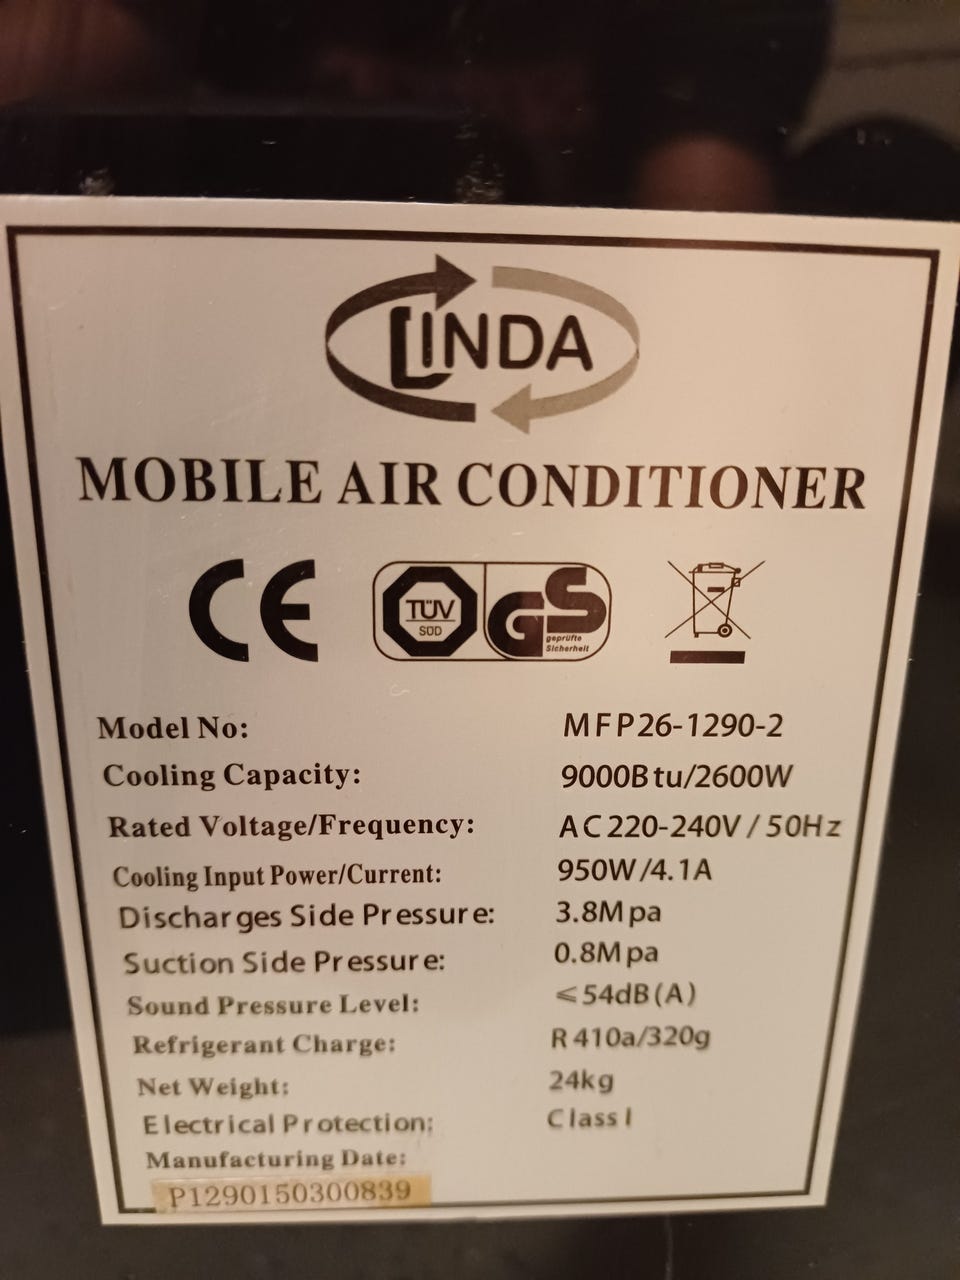 LINDA
MOBILE AIR CONDITIONER
CE TÜV SÜD GS geprüfte Sicherheit
Model No: MFP26-1290-2
Cooling Capacity: 9000Btu/2600W
Rated Voltage/Frequency: AC220-240V/50Hz
Cooling Input Power/Current: 950W/4.1A
Discharges Side Pressure: 3.8Mpa
Suction Side Pressure: 0.8Mpa
Sound Pressure Level: ≤54dB(A)
Refrigerant Charge: R410a/320g
Net Weight: 24kg
Electrical Protection: Class I
Manufacturing Date:
P1290150300839